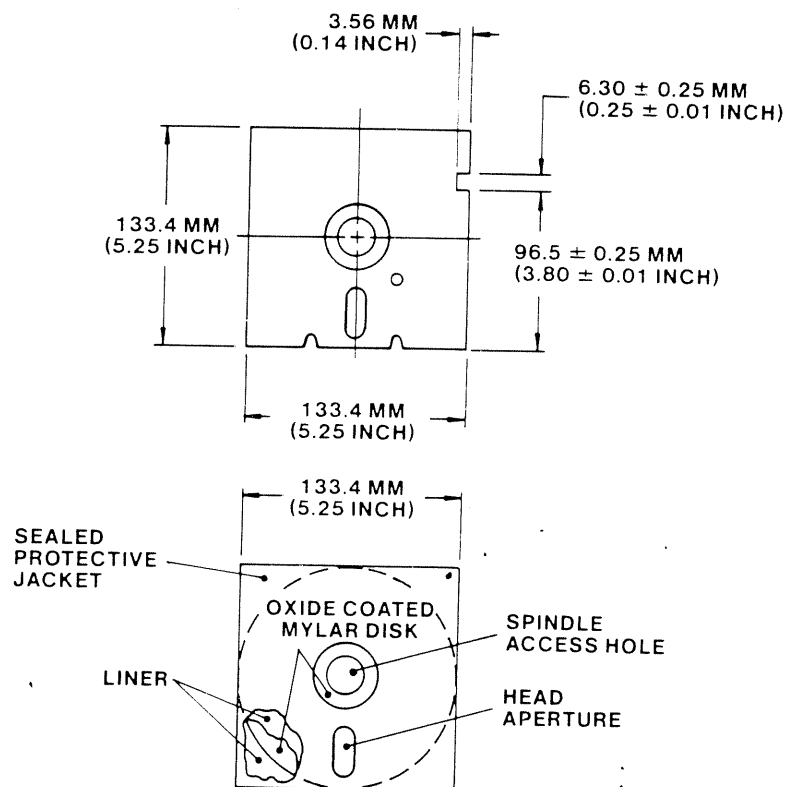 3.56 MM
(0.14 INCH)
6.30 ± 0.25 MM
(0.25 ± 0.01 INCH)
133.4 MM
(5.25 INCH)
96.5 ± 0.25 MM
(3.80 ± 0.01 INCH)
133.4 MM
(5.25 INCH)
133.4 MM
(5.25 INCH)
SEALED
PROTECTIVE
JACKET
OXIDE COATED
MYLAR DISK
SPINDLE
ACCESS HOLE
LINER
HEAD
APERTURE